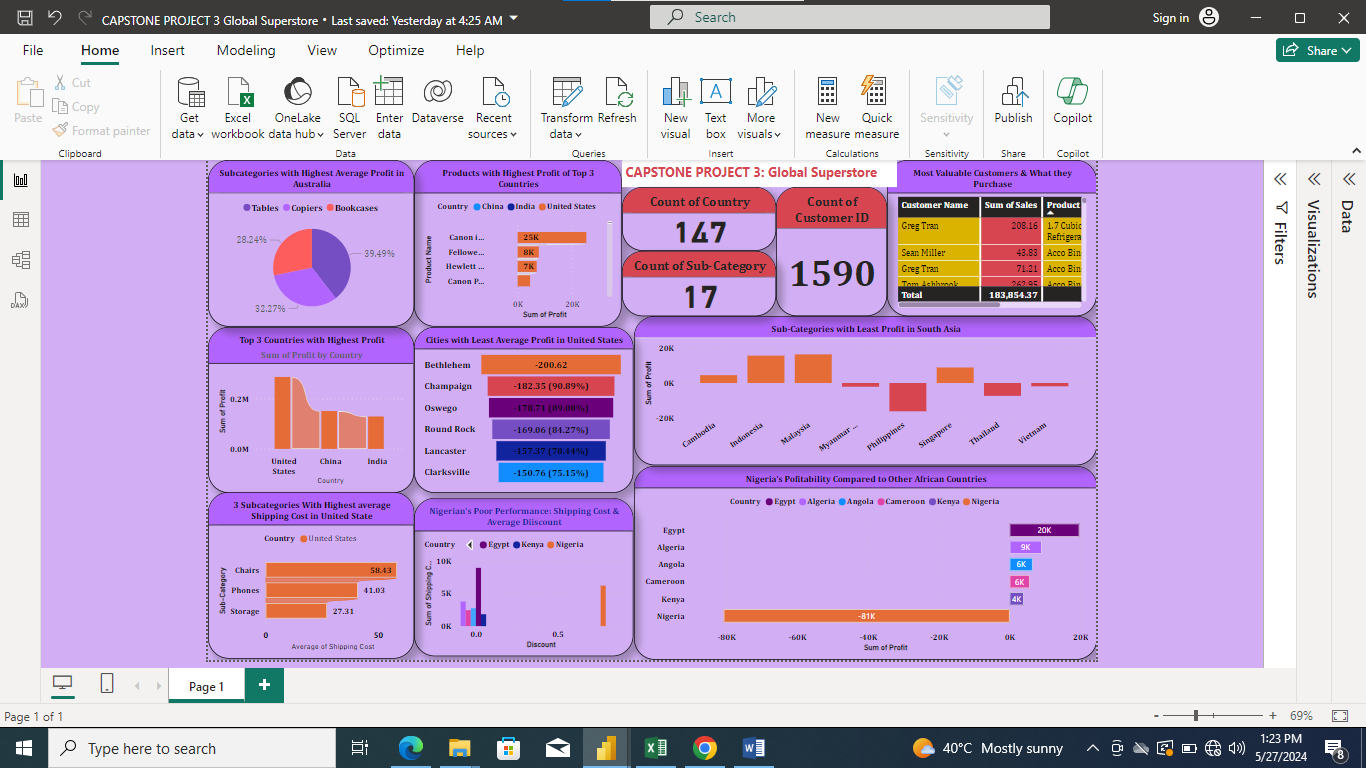 CAPSTONE PROJECT 3 Global Superstore • Last saved: Yesterday at 4:25 AM
Search
Sign in
File Home Insert Modeling View Optimize Help
Share
Paste
Cut
Copy
Format painter
Clipboard
Get data
Excel workbook
OneLake data hub
SQL Server
Enter data
Dataverse
Recent sources
Data
Transform data
Refresh
Queries
New visual
Text box
More visuals
Insert
New measure
Quick measure
Calculations
Sensitivity
Sensitivity
Publish
Share
Copilot
Copilot
Subcategories with Highest Average Profit in
Australia
Tables Copiers Bookcases
28.24%
39.49%
32.27%
Products with Highest Profit of Top 3
Countries
Country China India United States
Product Name
Canon i...
25K
Fellowe...
8K
Hewlett ...
7K
Canon P...
0K 20K
Sum of Profit
CAPSTONE PROJECT 3: Global Superstore
Count of Country
147
Count of Sub-Category
17
Count of
Customer ID
1590
Most Valuable Customers & What they
Purchase
Customer Name Sum of Sales Product
Greg Tran 208.16 1.7 Cubic
Refrigera
Sean Miller 43.83 Acco Bin
Greg Tran 71.21 Acco Bin
Tom Ashbrook 262.95 Acco Bin
Total 183,854.37
Filters
Visualizations
Data
Top 3 Countries with Highest Profit
Sum of Profit by Country
Sum of Profit
0.2M
0.0M
United
States
China
India
Country
Cities with Least Average Profit in United States
Bethlehem -200.62
Champaign -182.35 (90.89%)
Oswego -178.71 (89.08%)
Round Rock -169.06 (84.27%)
Lancaster -157.37 (78.44%)
Clarksville -150.76 (75.15%)
Sub-Categories with Least Profit in South Asia
Sum of Profit
20K
0K
-20K
Cambodia Indonesia Malaysia Myanmar ... Philippines Singapore Thailand Vietnam
3 Subcategories With Highest average
Shipping Cost in United State
Country United States
Sub-Category
Chairs 58.43
Phones 41.03
Storage 27.31
0 50
Average of Shipping Cost
Nigerian's Poor Performance: Shipping Cost &
Average Diiscount
Country Egypt Kenya Nigeria
Sum of Shipping C...
10K
5K
0K
0.0 0.5
Discount
Nigeria's Pofitability Compared to Other African Countries
Country Egypt Algeria Angola Cameroon Kenya Nigeria
Egypt 20K
Algeria 9K
Angola 6K
Cameroon 6K
Kenya 4K
Nigeria -81K
-80K -60K -40K -20K 0K 20K
Sum of Profit
Page 1
Page 1 of 1
- + 69%
Type here to search
40°C Mostly sunny
1:23 PM
5/27/2024
8